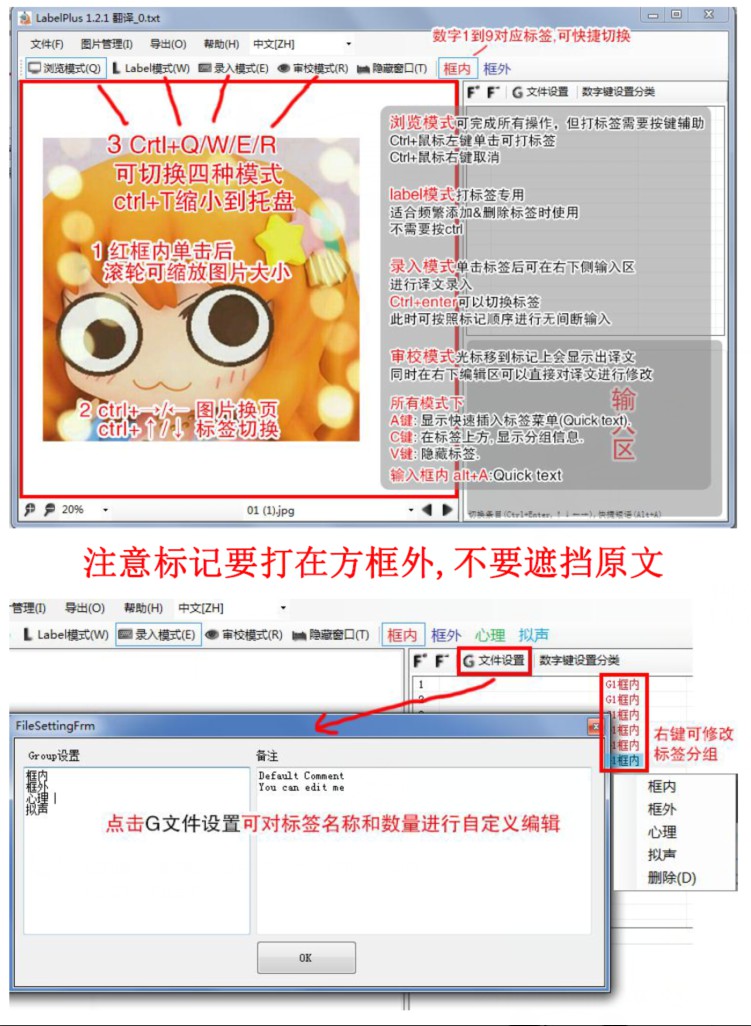 LabelPlus 1.2.1 翻译_0.txt
文件(F) 图片管理(I) 导出(O) 帮助(H) 中文[ZH]
数字1到9对应标签,可快捷切换
浏览模式(Q) Label模式(W) 录入模式(E) 审校模式(R) 隐藏窗口(T) 框内 框外
F+ F- G 文件设置 数字键设置分类
3 Crtl+Q/W/E/R
可切换四种模式
ctrl+T缩小到托盘
1 红框内单击后
滚轮可缩放图片大小
2 ctrl+→/← 图片换页
ctrl+↑/↓ 标签切换
浏览模式可完成所有操作，但打标签需要按键辅助
Ctrl+鼠标左键单击可打标签
Ctrl+鼠标右键取消
label模式打标签专用
适合频繁添加&删除标签时使用
不需要按ctrl
录入模式单击标签后可在右下侧输入区
进行译文录入
Ctrl+enter可以切换标签
此时可按照标记顺序进行无间断输入
审校模式光标移到标记上会显示出译文
同时在右下编辑区可以直接对译文进行修改
所有模式下
A键: 显示快速插入标签菜单(Quick text).
C键: 在标签上方,显示分组信息.
V键: 隐藏标签.
输入框内 alt+A:Quick text
输
入
区
20% 01 (1).jpg
切换条目(Ctrl+Enter,↑↓←→),快捷短语(Alt+A)
注意标记要打在方框外,不要遮挡原文
管理(I) 导出(O) 帮助(H) 中文[ZH]
Label模式(W) 录入模式(E) 审校模式(R) 隐藏窗口(T) 框内 框外 心理 拟声
F+ F- G 文件设置 数字键设置分类
1 G1框内
2 G1框内
1框内
1框内
1框内
1框内
右键可修改
标签分组
框内
框外
心理
拟声
删除(D)
FileSettingFrm
Group设置 备注
框内
框外
心理
拟声
Default Comment
You can edit me
点击G文件设置可对标签名称和数量进行自定义编辑
OK